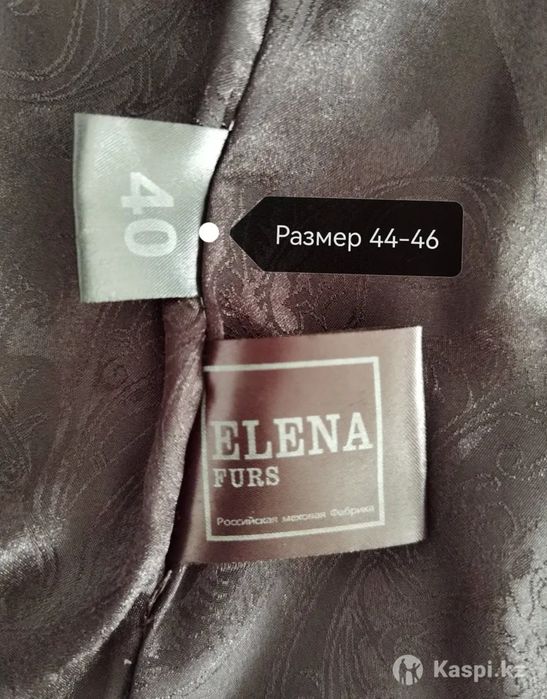 40
Размер 44-46
ELENA
FURS
Российская меховая Фабрика
Kaspi.kz